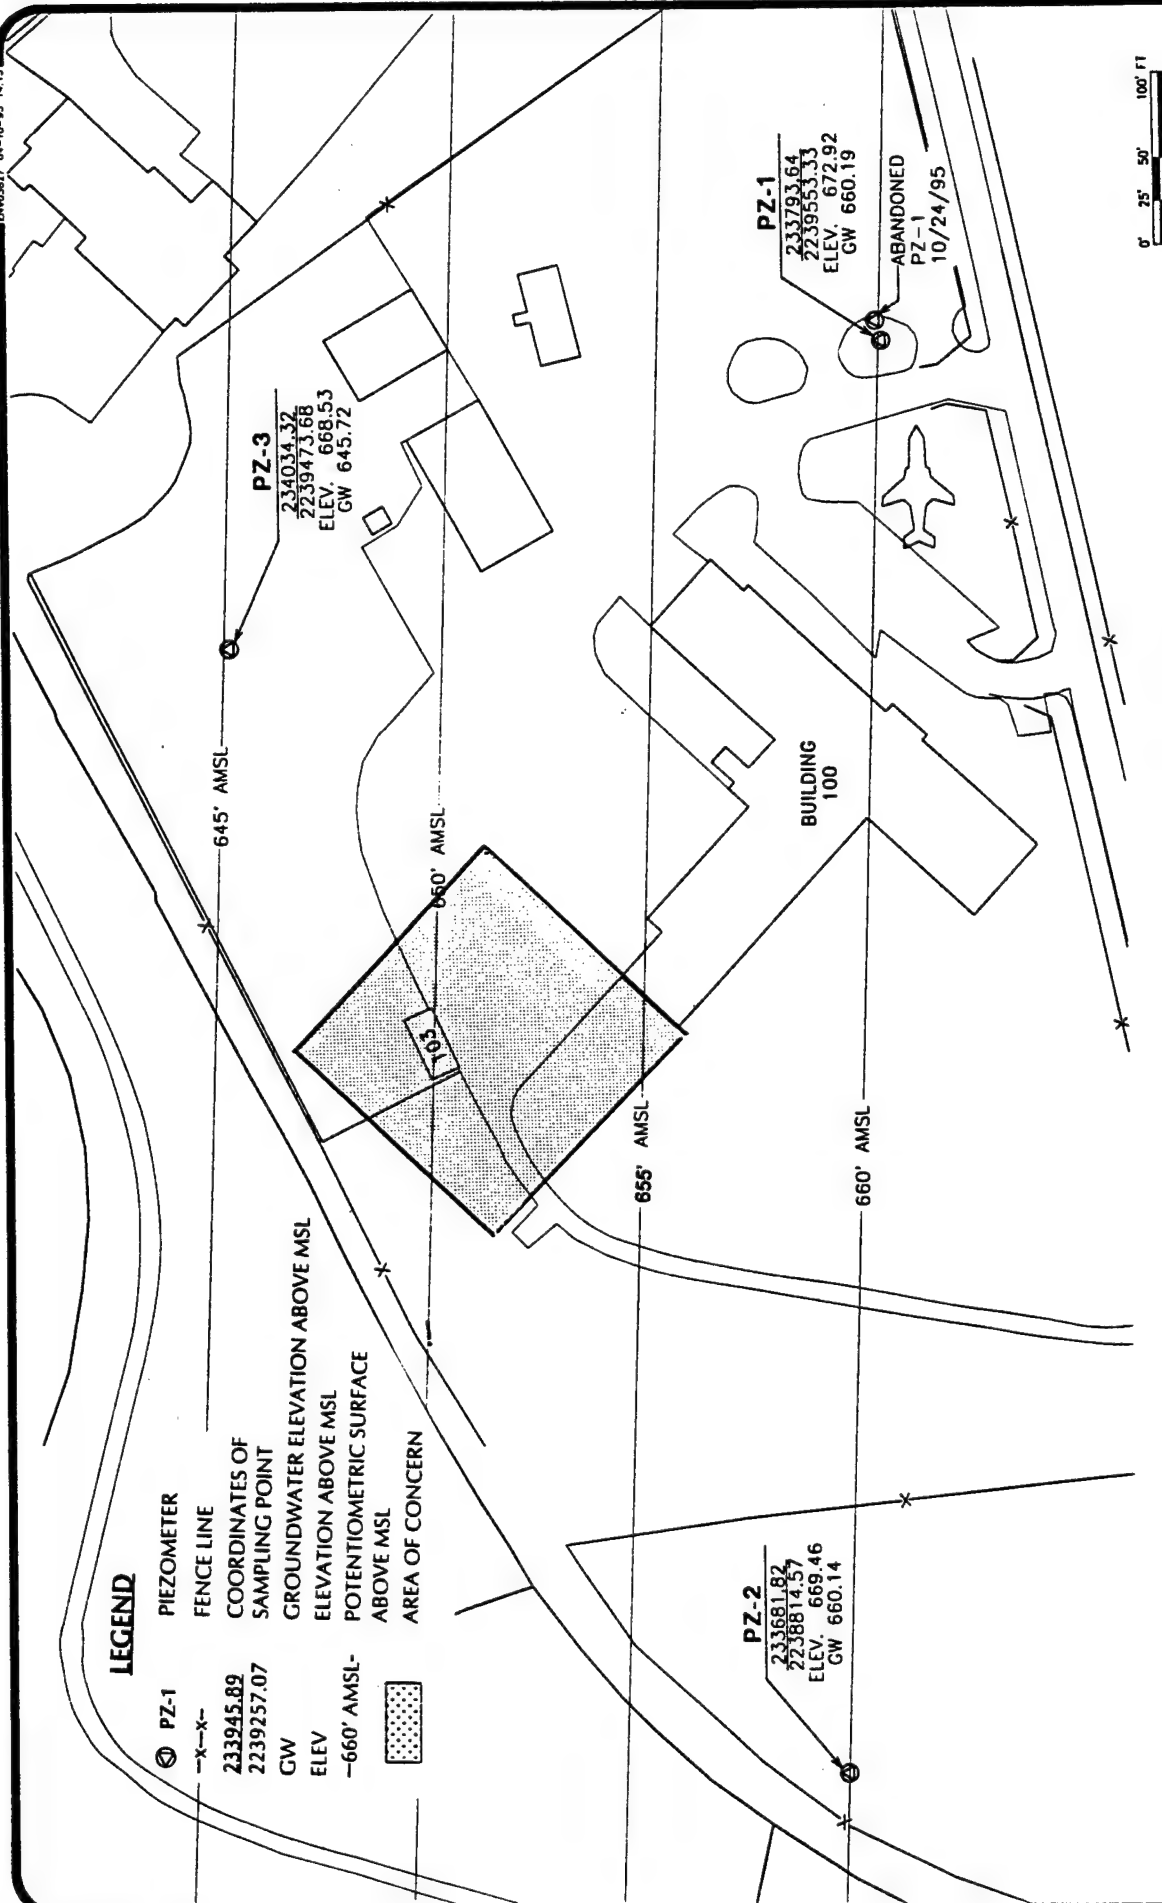 PZ-3
234034.32
2239473.68
ELEV. 668.53
GW 645.72
PZ-1
233793.64
2239553.33
ELEV. 672.92
GW 660.19
ABANDONED
PZ-1
10/24/95
0' 25' 50' 100' FT
645' AMSL
650' AMSL
655' AMSL
660' AMSL
103
BUILDING
100
PZ-2
233681.82
2238814.57
ELEV. 669.46
GW 660.14
LEGEND
PZ-1 PIEZOMETER
-x-x- FENCE LINE
233945.89 COORDINATES OF
2239257.07 SAMPLING POINT
GW GROUNDWATER ELEVATION ABOVE MSL
ELEV ELEVATION ABOVE MSL
-660' AMSL- POTENTIOMETRIC SURFACE
ABOVE MSL
AREA OF CONCERN